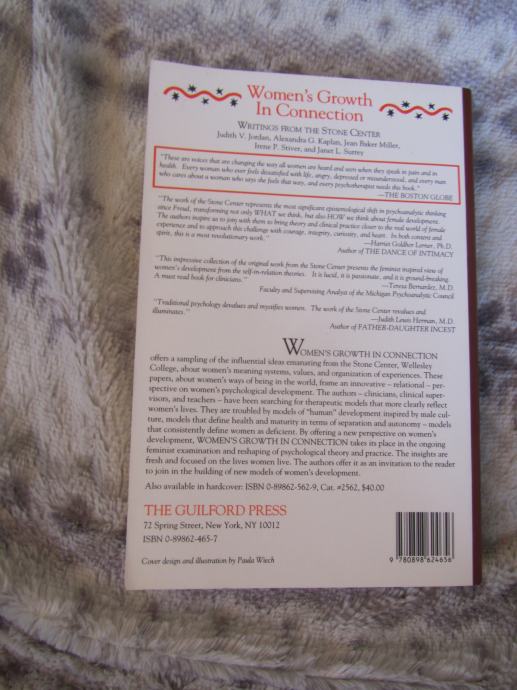 Women's Growth
In Connection
WRITINGS FROM THE STONE CENTER
Judith V. Jordan, Alexandra G. Kaplan, Jean Baker Miller,
Irene P. Stiver, and Janet L. Surrey
"These are voices that are changing the way all women are heard and seen when they speak in pain and in
health. Every woman who ever feels dissatisfied with life, angry, depressed or misunderstood, and every man
who cares about a woman who says she feels that way, and every psychotherapist needs this book."
—THE BOSTON GLOBE
"The work of the Stone Center represents the most significant epistemological shift in psychoanalytic thinking
since Freud, transforming not only WHAT we think, but also HOW we think about female development.
The authors inspire us to join with them to bring theory and clinical practice closer to the real world of female
experience and to approach this challenge with courage, integrity, curiosity, and heart. In both content and
spirit, this is a most revolutionary work."
—Harriet Goldhor Lerner, Ph.D.
Author of THE DANCE OF INTIMACY
"This impressive collection of the original work from the Stone Center presents the feminist inspired view of
women's development from the self-in-relation theories. It is lucid, it is passionate, and it is ground-breaking.
A must read book for clinicians."
—Teresa Bernardez, M.D.
Faculty and Supervising Analyst of the Michigan Psychoanalytic Council
"Traditional psychology devalues and mystifies women. The work of the Stone Center revalues and
illuminates."
—Judith Lewis Herman, M.D.
Author of FATHER-DAUGHTER INCEST
WOMEN'S GROWTH IN CONNECTION
offers a sampling of the influential ideas emanating from the Stone Center, Wellesley
College, about women's meaning systems, values, and organization of experiences. These
papers, about women's ways of being in the world, frame an innovative – relational – per-
spective on women's psychological development. The authors – clinicians, clinical super-
visors, and teachers – have been searching for therapeutic models that more clearly reflect
women's lives. They are troubled by models of "human" development inspired by male cul-
ture, models that define health and maturity in terms of separation and autonomy – models
that consistently define women as deficient. By offering a new perspective on women's
development, WOMEN'S GROWTH IN CONNECTION takes its place in the ongoing
feminist examination and reshaping of psychological theory and practice. The insights are
fresh and focused on the lives women live. The authors offer it as an invitation to the reader
to join in the building of new models of women's development.
Also available in hardcover: ISBN 0-89862-562-9, Cat. #2562, $40.00
THE GUILFORD PRESS
72 Spring Street, New York, NY 10012
ISBN 0-89862-465-7
Cover design and illustration by Paula Wiech
9 780898 624656